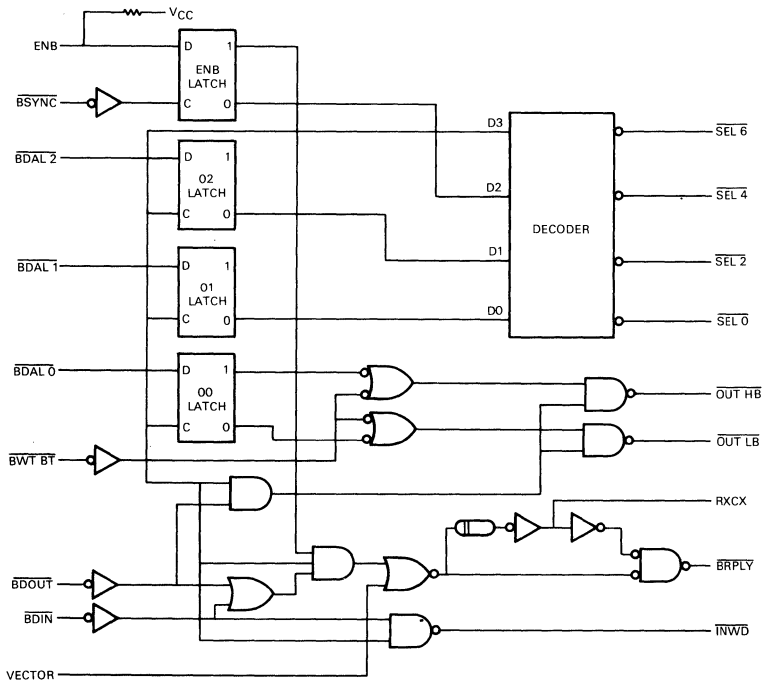 VCC
ENB
D 1
ENB
LATCH
BSYNC
C 0
D3
SEL 6
BDAL 2
D 1
02
LATCH
D2
SEL 4
C 0
DECODER
D1
SEL 2
BDAL 1
D 1
01
LATCH
D0
SEL 0
C 0
BDAL 0
D 1
00
LATCH
OUT HB
C 0
OUT LB
BWT BT
RXCX
BRPLY
BDOUT
BDIN
INWD
VECTOR